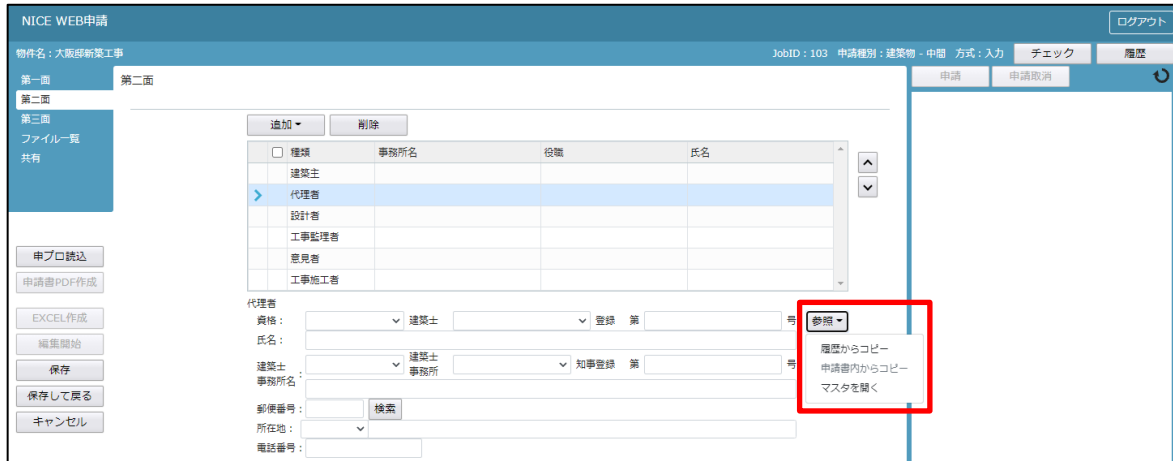 NICE WEB申請 ログアウト
物件名：大阪邸新築工事 JobID：103 申請種別：建築物 - 中間 方式：入力 チェック 履歴
第一面 第二面 申請 申請取消
第二面
第三面
ファイル一覧
共有
追加 削除
種類 事務所名 役職 氏名
建築主
代理者
設計者
工事監理者
意見者
工事施工者
申プロ読込
申請書PDF作成
EXCEL作成
編集開始
保存
保存して戻る
キャンセル
代理者
資格： 建築士 登録 第 号 参照
氏名：
建築士事務所名： 建築士事務所 知事登録 第 号
郵便番号： 検索
所在地：
電話番号：
履歴からコピー
申請書内からコピー
マスタを開く